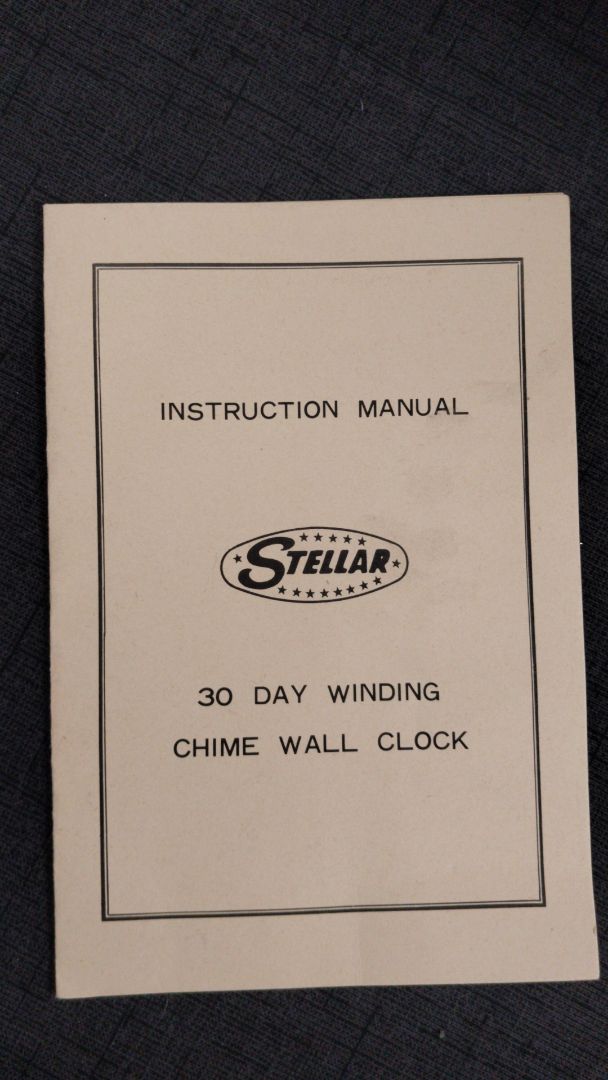 INSTRUCTION MANUAL
STELLAR
30 DAY WINDING
CHIME WALL CLOCK